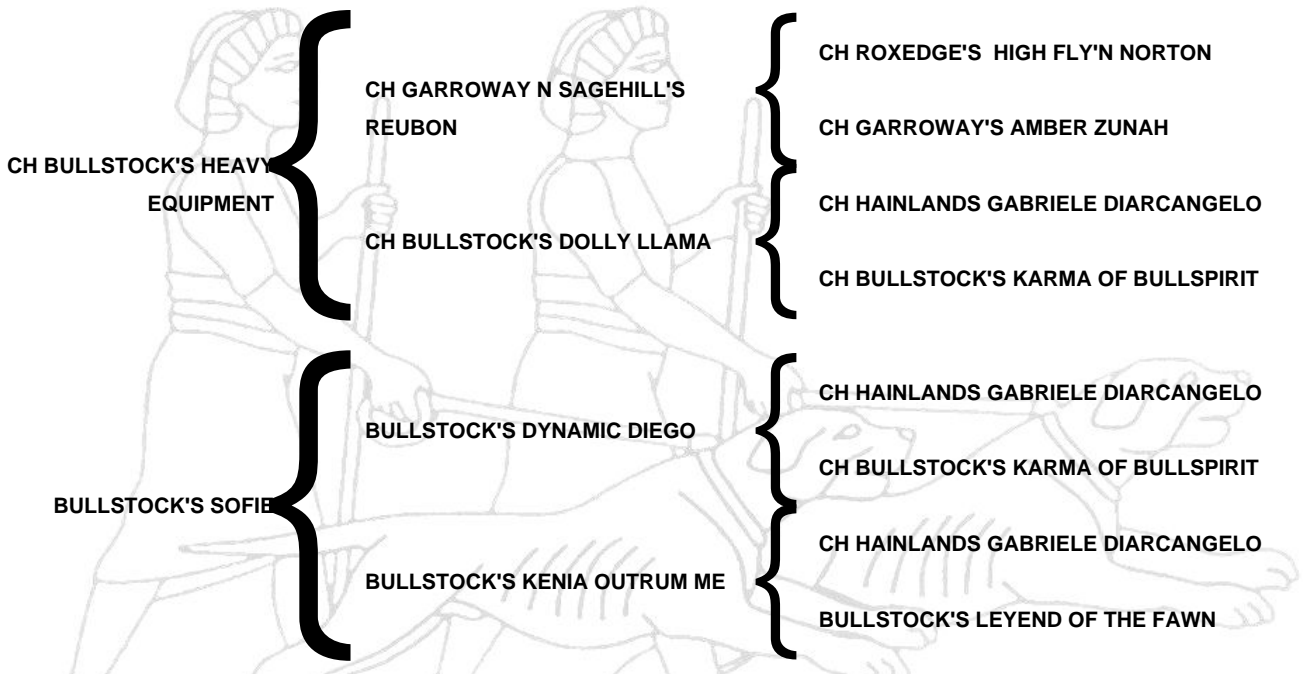 CH ROXEDGE'S HIGH FLY'N NORTON
CH GARROWAY N SAGEHILL'S
REUBON
CH GARROWAY'S AMBER ZUNAH
CH BULLSTOCK'S HEAVY
EQUIPMENT
CH HAINLANDS GABRIELE DIARCANGELO
CH BULLSTOCK'S DOLLY LLAMA
CH BULLSTOCK'S KARMA OF BULLSPIRIT
CH HAINLANDS GABRIELE DIARCANGELO
BULLSTOCK'S DYNAMIC DIEGO
CH BULLSTOCK'S KARMA OF BULLSPIRIT
BULLSTOCK'S SOFIE
CH HAINLANDS GABRIELE DIARCANGELO
BULLSTOCK'S KENIA OUTRUM ME
BULLSTOCK'S LEYEND OF THE FAWN